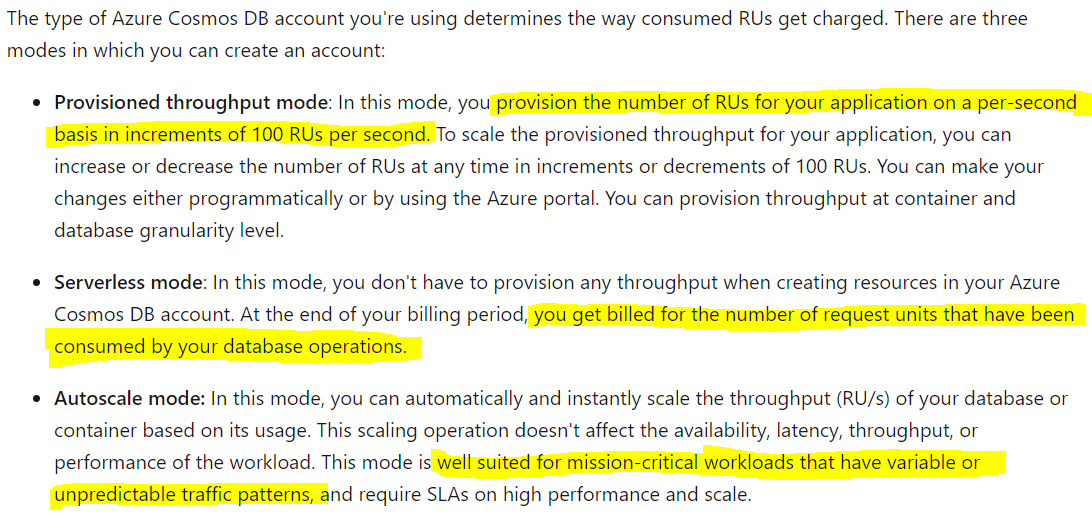 The type of Azure Cosmos DB account you're using determines the way consumed RUs get charged. There are three
modes in which you can create an account:
• Provisioned throughput mode: In this mode, you provision the number of RUs for your application on a per-second
basis in increments of 100 RUs per second. To scale the provisioned throughput for your application, you can
increase or decrease the number of RUs at any time in increments or decrements of 100 RUs. You can make your
changes either programmatically or by using the Azure portal. You can provision throughput at container and
database granularity level.
• Serverless mode: In this mode, you don't have to provision any throughput when creating resources in your Azure
Cosmos DB account. At the end of your billing period, you get billed for the number of request units that have been
consumed by your database operations.
• Autoscale mode: In this mode, you can automatically and instantly scale the throughput (RU/s) of your database or
container based on its usage. This scaling operation doesn't affect the availability, latency, throughput, or
performance of the workload. This mode is well suited for mission-critical workloads that have variable or
unpredictable traffic patterns, and require SLAs on high performance and scale.